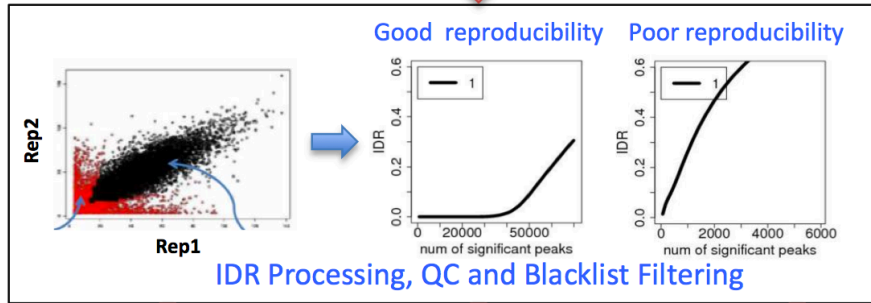 Good reproducibility
Poor reproducibility
Rep2
Rep1
0.6
0.4
0.2
0.0
IDR
1
0 20000 50000
num of significant peaks
0.6
0.4
0.2
0.0
IDR
1
0 2000 4000 6000
num of significant peaks
IDR Processing, QC and Blacklist Filtering